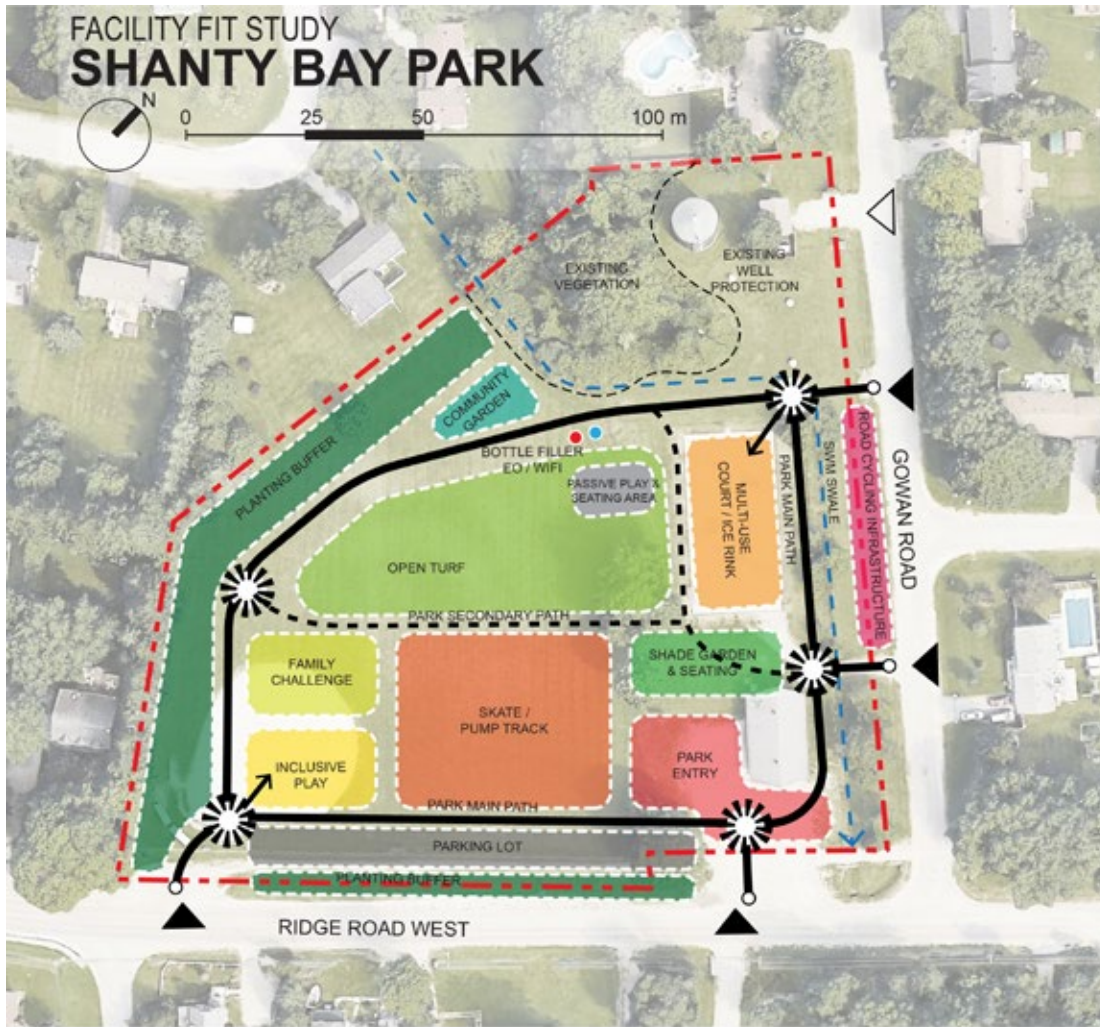 FACILITY FIT STUDY
SHANTY BAY PARK
N
0 25 50 100 m
EXISTING
VEGETATION
EXISTING
WELL
PROTECTION
COMMUNITY
GARDEN
PLANTING BUFFER
BOTTLE FILLER
EO / WIFI
PASSIVE PLAY &
SEATING AREA
MULTI-USE
COURT / ICE RINK
PARK MAIN PATH
SWM SWALE
ROAD CYCLING INFRASTRUCTURE
GOWAN ROAD
OPEN TURF
PARK SECONDARY PATH
FAMILY
CHALLENGE
SHADE GARDEN
& SEATING
SKATE /
PUMP TRACK
INCLUSIVE
PLAY
PARK
ENTRY
PARK MAIN PATH
PARKING LOT
PLANTING BUFFER
RIDGE ROAD WEST